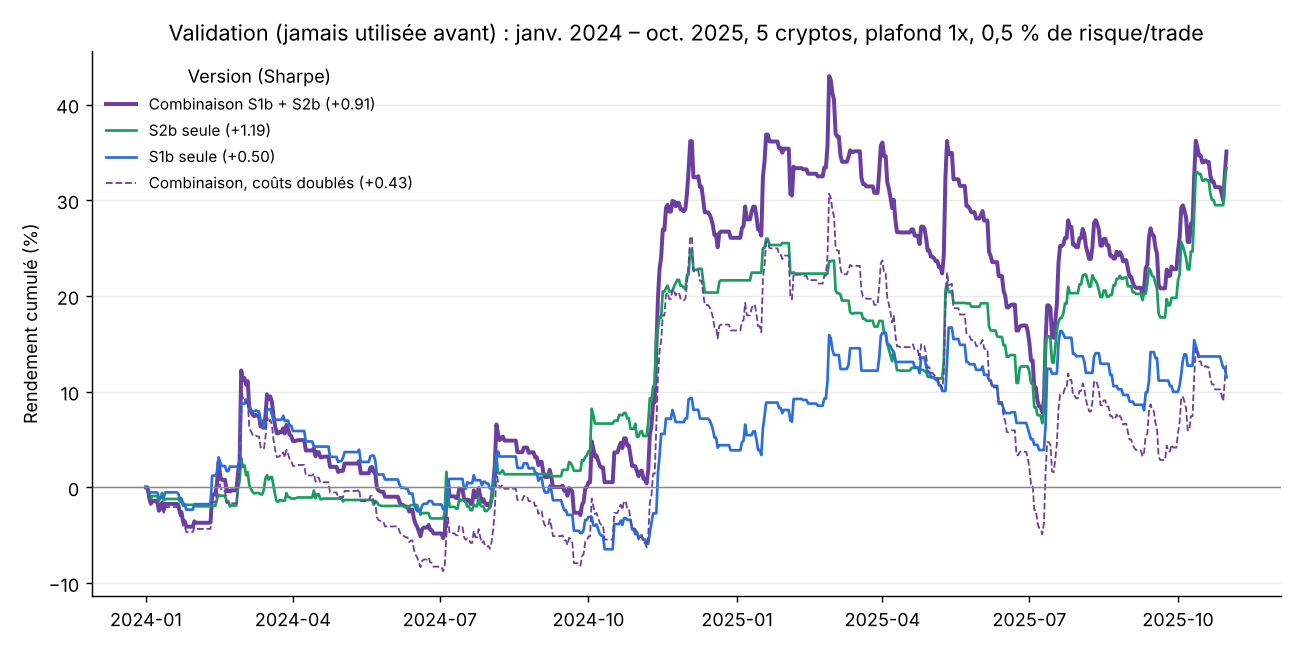 Validation (jamais utilisée avant) : janv. 2024 – oct. 2025, 5 cryptos, plafond 1x, 0,5 % de risque/trade
Version (Sharpe)
Combinaison S1b + S2b (+0.91)
S2b seule (+1.19)
S1b seule (+0.50)
Combinaison, coûts doublés (+0.43)
Rendement cumulé (%)
40
30
20
10
0
−10
2024-01
2024-04
2024-07
2024-10
2025-01
2025-04
2025-07
2025-10